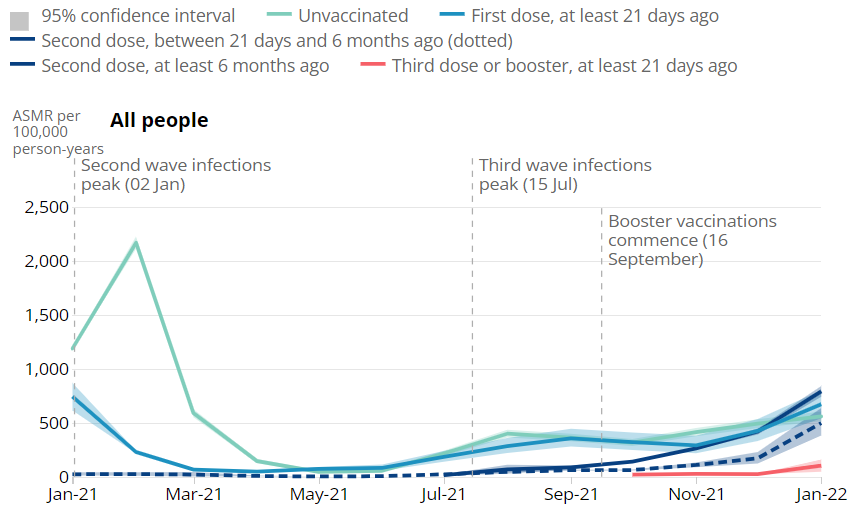 95% confidence interval
Unvaccinated
First dose, at least 21 days ago
Second dose, between 21 days and 6 months ago (dotted)
Second dose, at least 6 months ago
Third dose or booster, at least 21 days ago
ASMR per
100,000
person-years
All people
Second wave infections
peak (02 Jan)
Third wave infections
peak (15 Jul)
Booster vaccinations
commence (16
September)
2,500
2,000
1,500
1,000
500
0
Jan-21
Mar-21
May-21
Jul-21
Sep-21
Nov-21
Jan-22